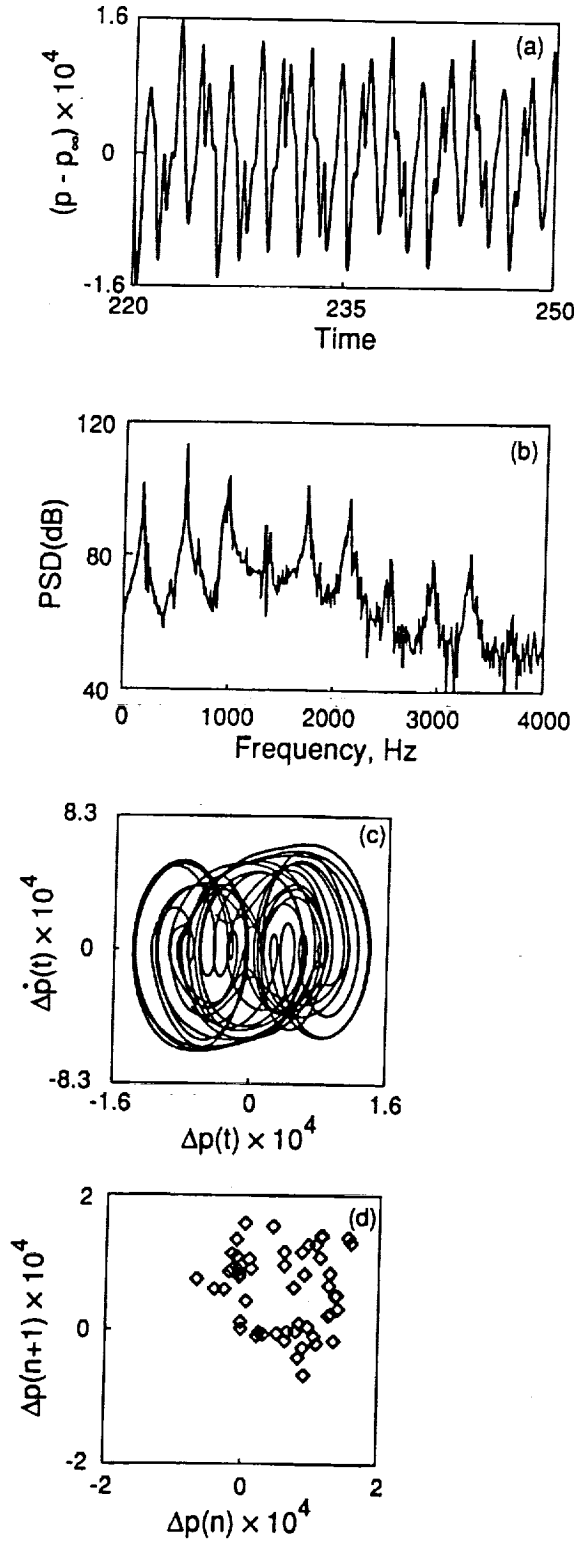 1.6
(a)
(p - p∞) × 10⁴
0
-1.6
220
235
250
Time
120
(b)
PSD(dB)
80
40
0
1000
2000
3000
4000
Frequency, Hz
8.3
(c)
Δṗ(t) × 10⁴
0
-8.3
-1.6
0
1.6
Δp(t) × 10⁴
2
(d)
Δp(n+1) × 10⁴
0
-2
-2
0
2
Δp(n) × 10⁴